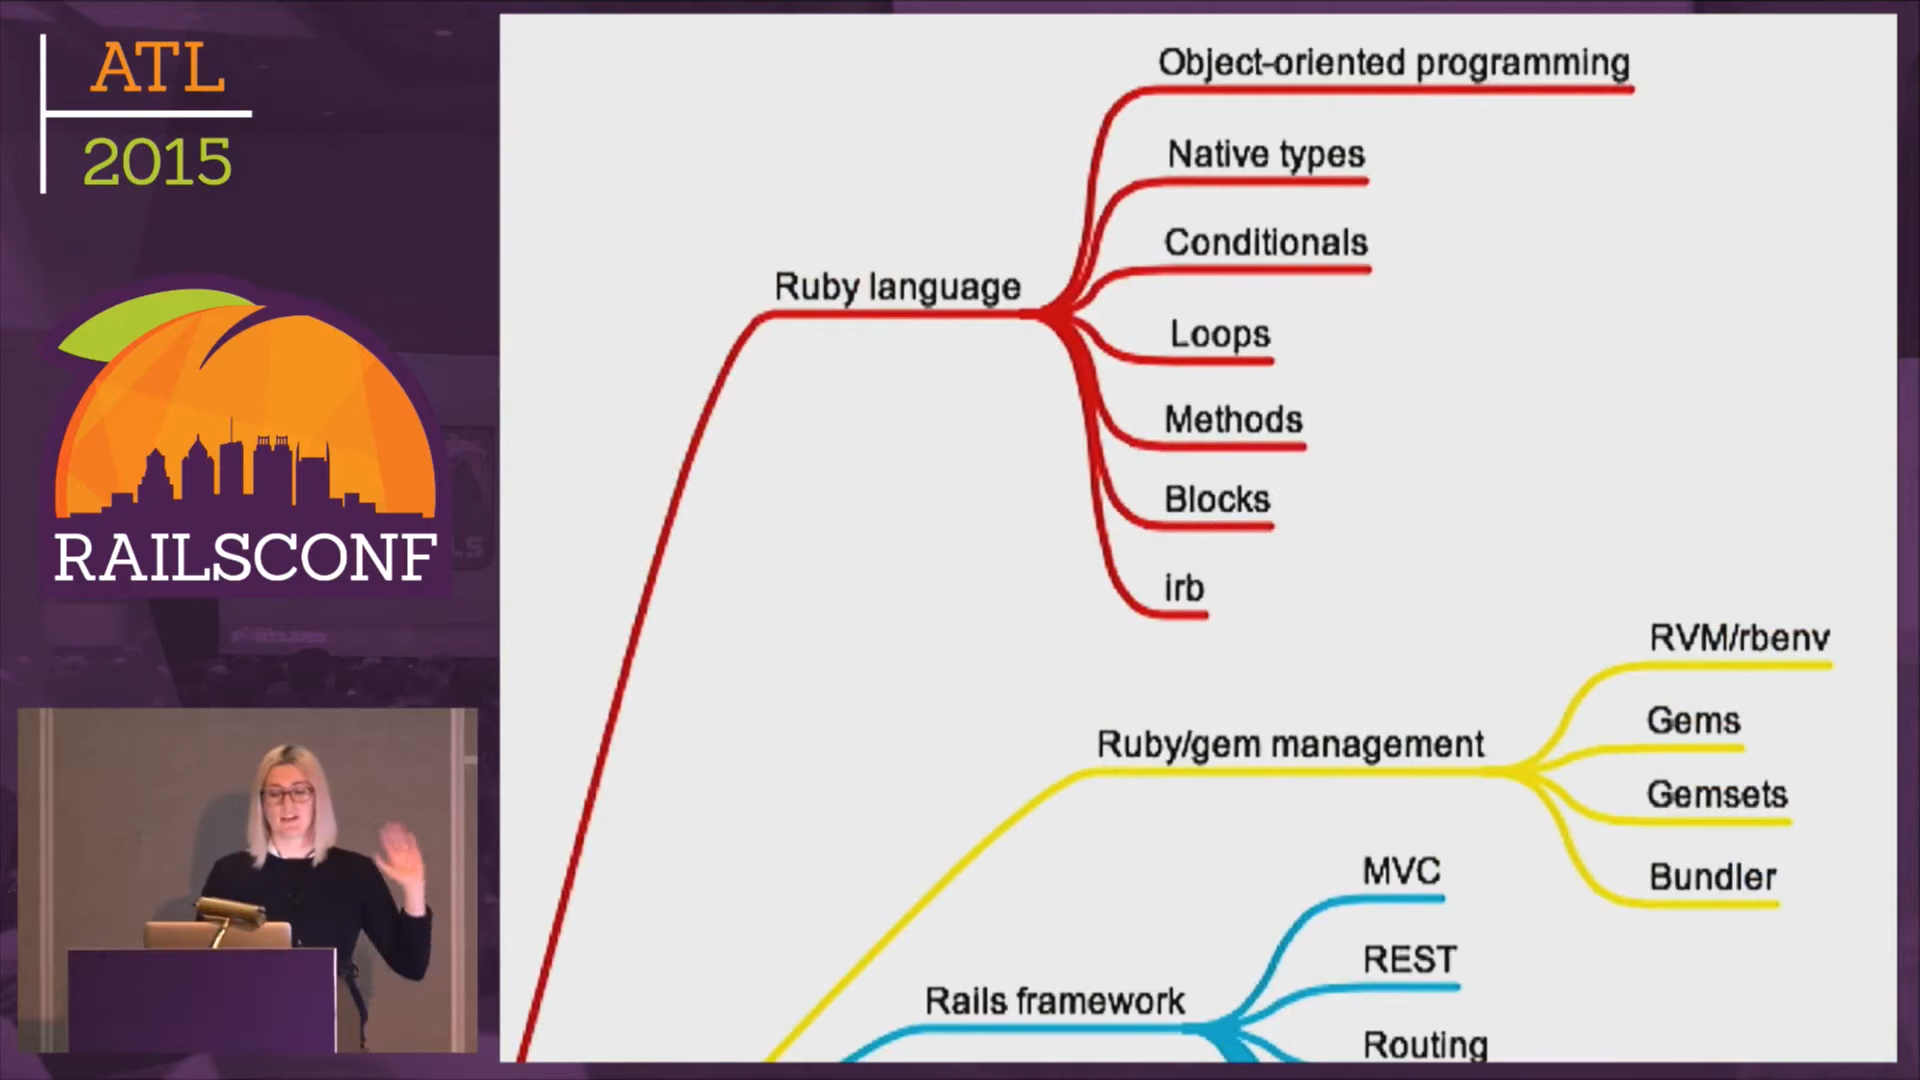 ATL
2015
RAILSCONF
Object-oriented programming
Native types
Conditionals
Ruby language
Loops
Methods
Blocks
irb
RVM/rbenv
Gems
Ruby/gem management
Gemsets
Bundler
MVC
REST
Rails framework
Routing